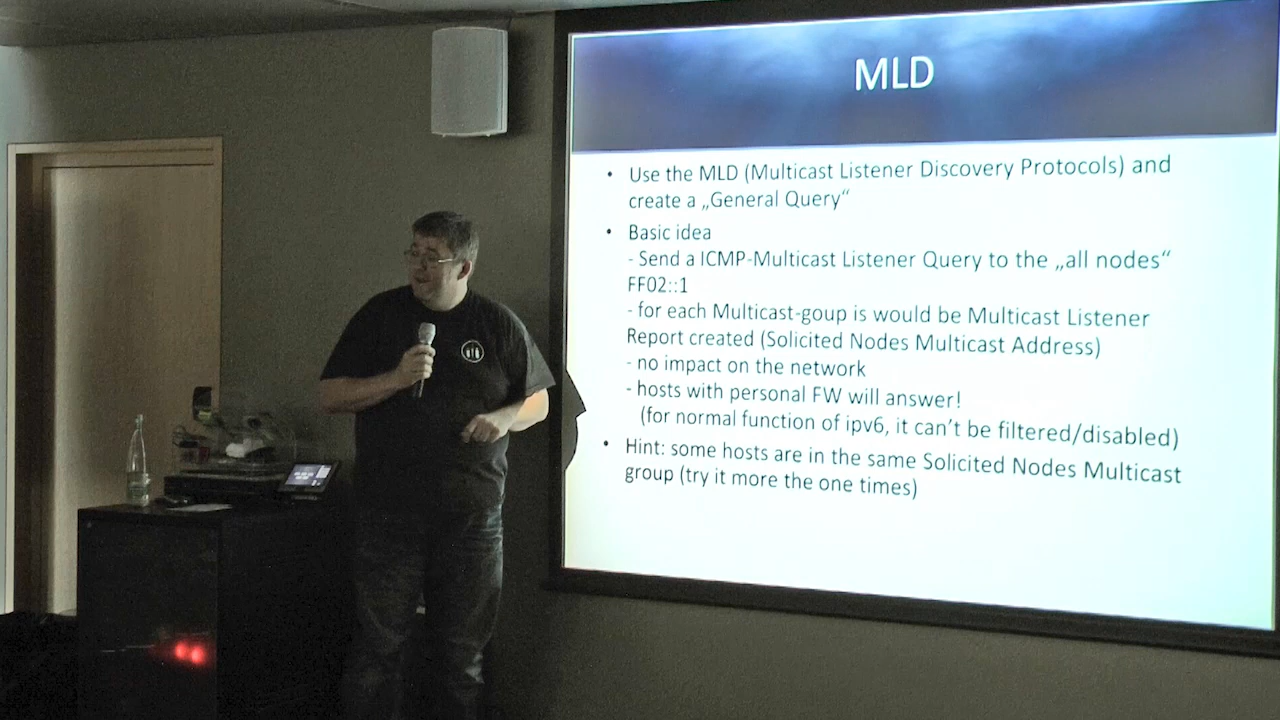 MLD
• Use the MLD (Multicast Listener Discovery Protocols) and
create a „General Query“
• Basic idea
- Send a ICMP-Multicast Listener Query to the „all nodes“
FF02::1
- for each Multicast-goup is would be Multicast Listener
Report created (Solicited Nodes Multicast Address)
- no impact on the network
- hosts with personal FW will answer!
(for normal function of ipv6, it can't be filtered/disabled)
• Hint: some hosts are in the same Solicited Nodes Multicast
group (try it more the one times)